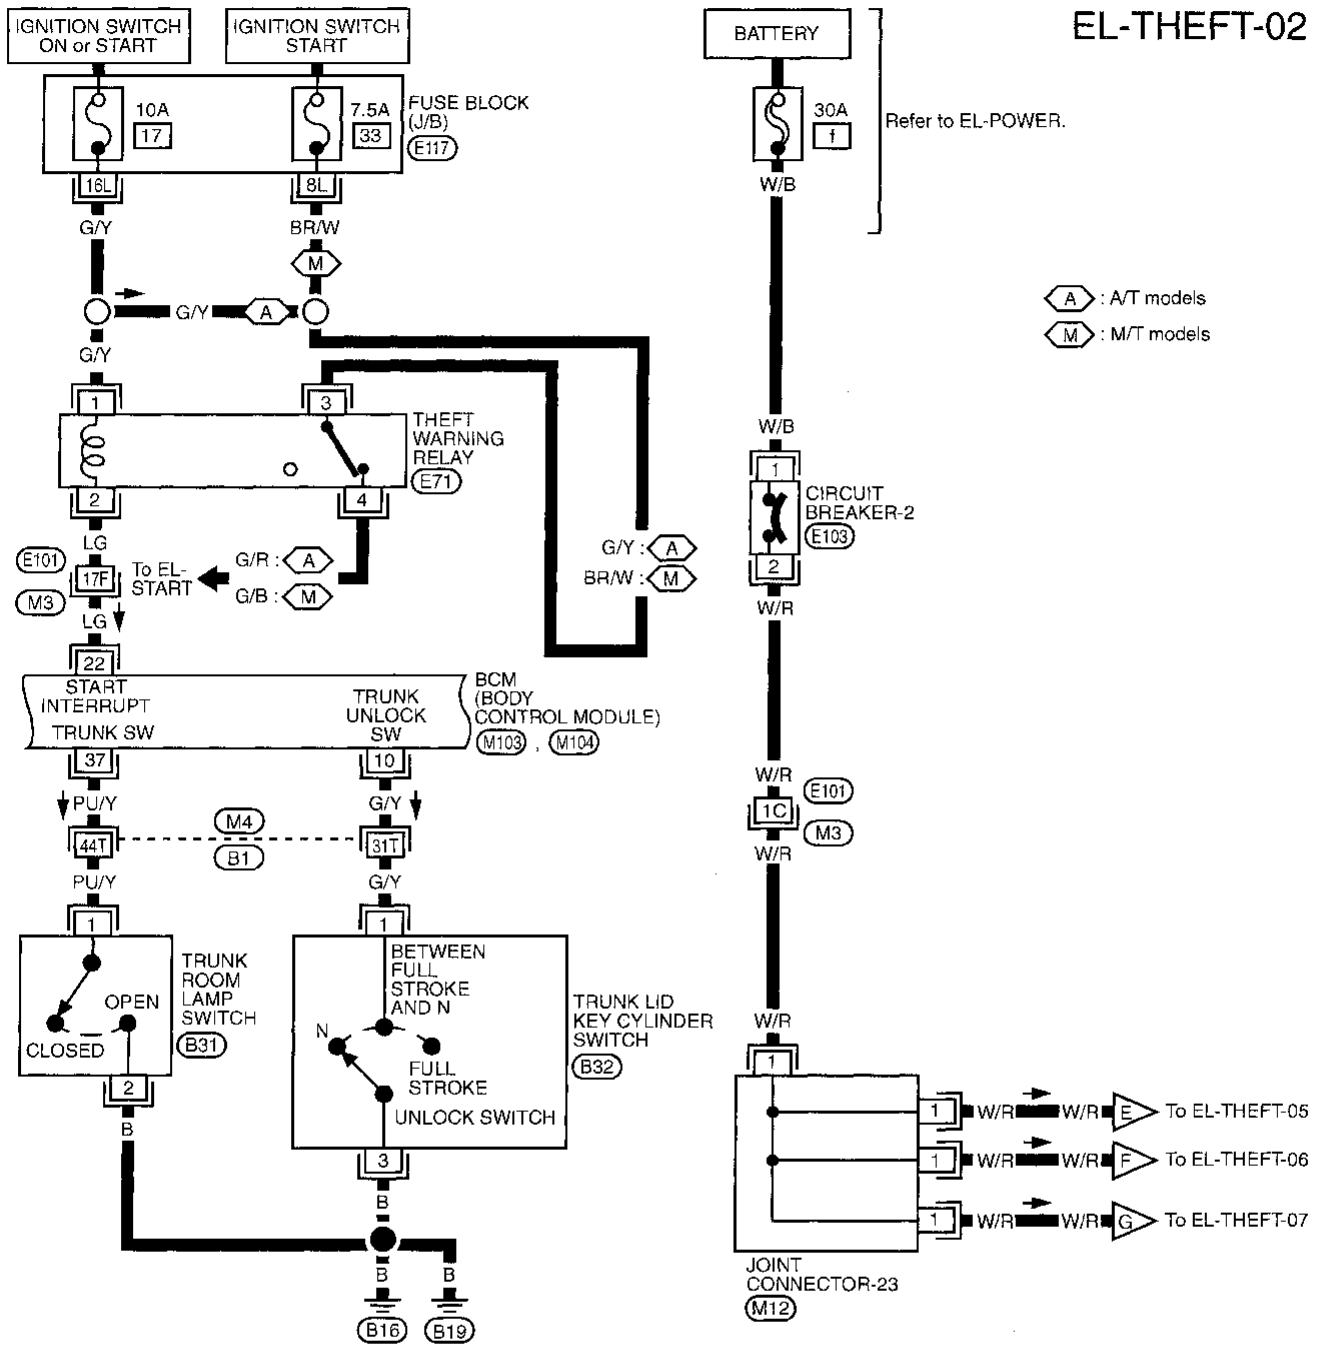 EL-THEFT-02
IGNITION SWITCH
ON or START
IGNITION SWITCH
START
BATTERY
10A
17
7.5A
33
FUSE BLOCK
(J/B)
E117
30A
f
Refer to EL-POWER.
16L
8L
W/B
G/Y
BR/W
M
G/Y
A
A : A/T models
M : M/T models
G/Y
1
3
THEFT
WARNING
RELAY
E71
W/B
1
2
4
CIRCUIT
BREAKER-2
E103
2
LG
E101
17F
M3
To EL-
START
G/R : A
G/B : M
G/Y : A
BR/W : M
W/R
LG
22
START
INTERRUPT
TRUNK SW
TRUNK
UNLOCK
SW
BCM
(BODY
CONTROL MODULE)
M103 , M104
37
10
PU/Y
G/Y
W/R
E101
1C
M3
W/R
44T
M4
B1
31T
PU/Y
G/Y
1
1
TRUNK
ROOM
LAMP
SWITCH
B31
OPEN
CLOSED
2
B
BETWEEN
FULL
STROKE
AND N
N
FULL
STROKE
UNLOCK SWITCH
TRUNK LID
KEY CYLINDER
SWITCH
B32
3
B
B
B
B16
B19
W/R
1
1 W/R W/R E To EL-THEFT-05
1 W/R W/R F To EL-THEFT-06
1 W/R W/R G To EL-THEFT-07
JOINT
CONNECTOR-23
M12